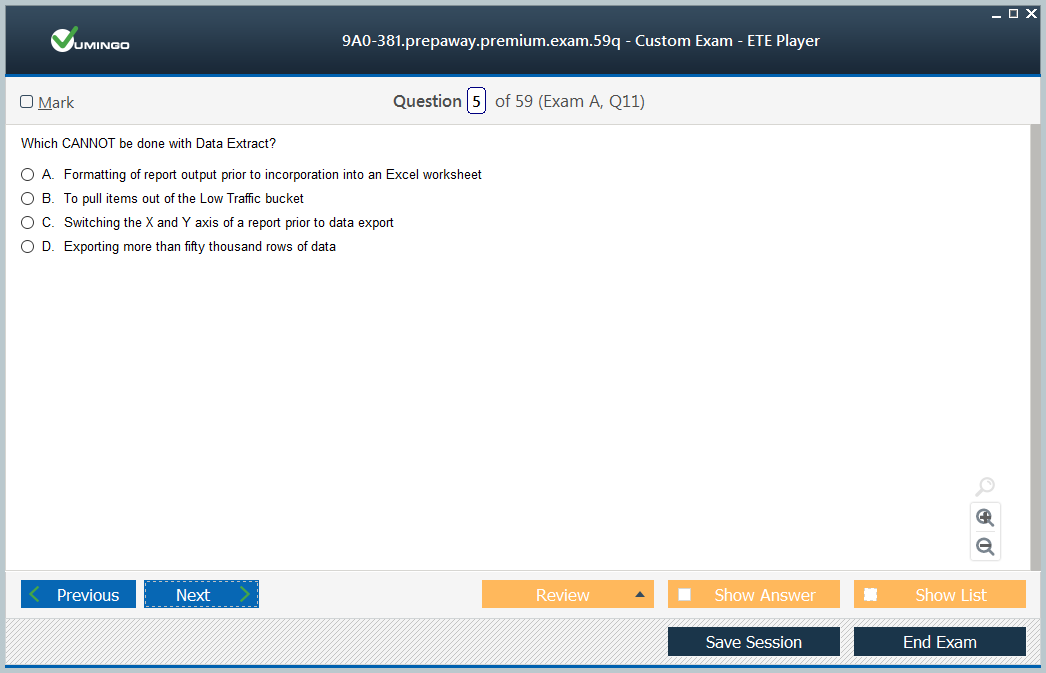 VUMINGO
9A0-381.prepaway.premium.exam.59q - Custom Exam - ETE Player
Mark
Question 5 of 59 (Exam A, Q11)
Which CANNOT be done with Data Extract?
A. Formatting of report output prior to incorporation into an Excel worksheet
B. To pull items out of the Low Traffic bucket
C. Switching the X and Y axis of a report prior to data export
D. Exporting more than fifty thousand rows of data
Previous
Next
Review
Show Answer
Show List
Save Session
End Exam